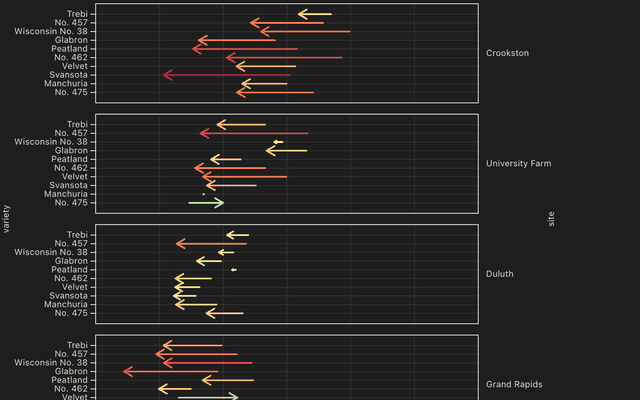 Trebi
No. 457
Wisconsin No. 38
Glabron
Peatland
No. 462
Velvet
Svansota
Manchuria
No. 475
Crookston
Trebi
No. 457
Wisconsin No. 38
Glabron
Peatland
No. 462
Velvet
Svansota
Manchuria
No. 475
University Farm
variety
site
Trebi
No. 457
Wisconsin No. 38
Glabron
Peatland
No. 462
Velvet
Svansota
Manchuria
No. 475
Duluth
Trebi
No. 457
Wisconsin No. 38
Glabron
Peatland
No. 462
Velvet
Grand Rapids